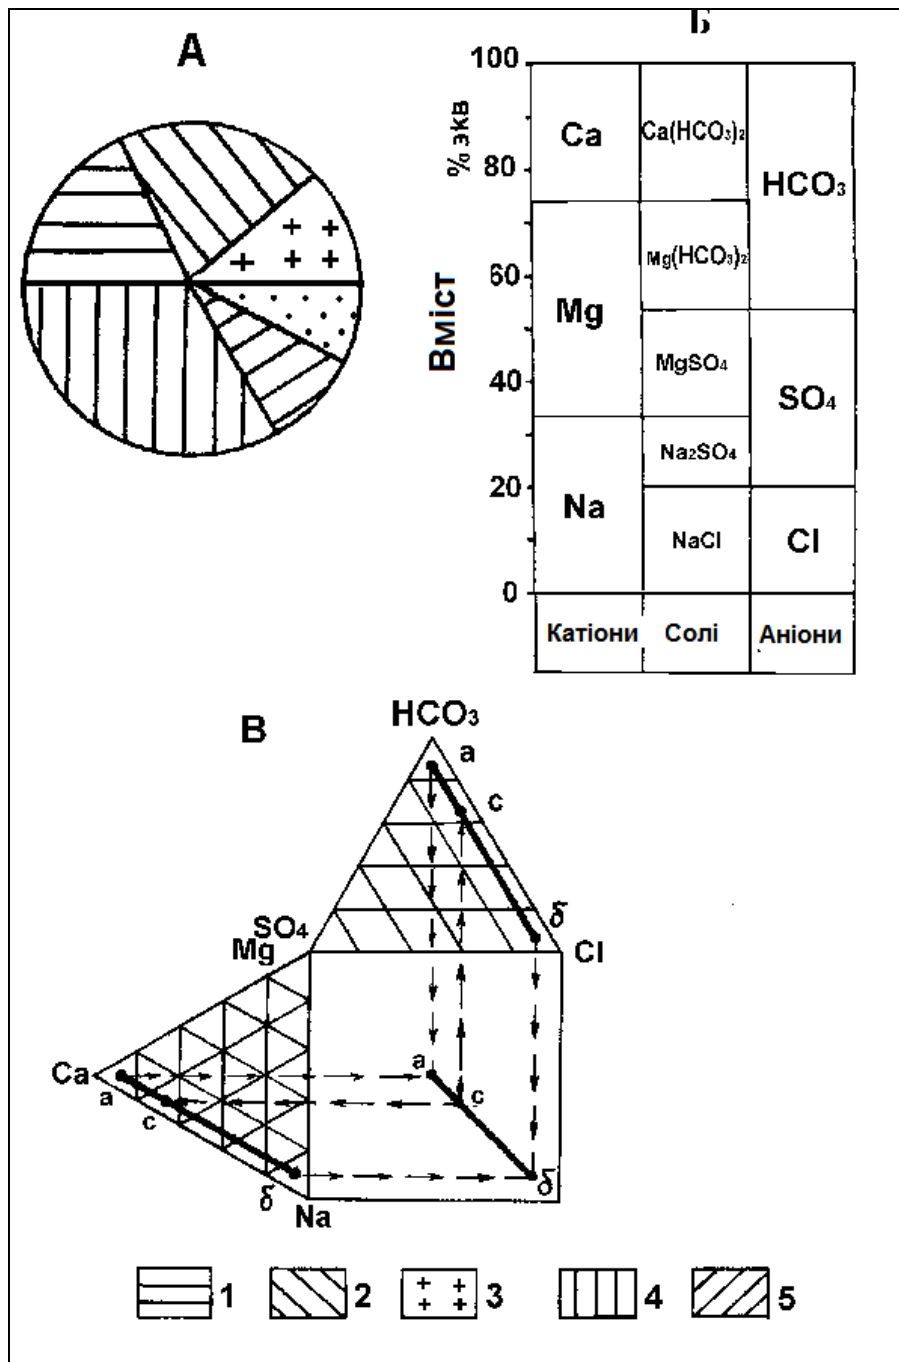 А
Б
100
80
60
40
20
0
% экв
Вміст
Ca
Mg
Na
Ca(HCO₃)₂
Mg(HCO₃)₂
MgSO₄
Na₂SO₄
NaCl
HCO₃
SO₄
Cl
Катіони Солі Аніони
В
HCO₃
a
c
δ
SO₄
Mg
Cl
Ca
a
c
δ
Na
a
c
δ
1 2 3 4 5